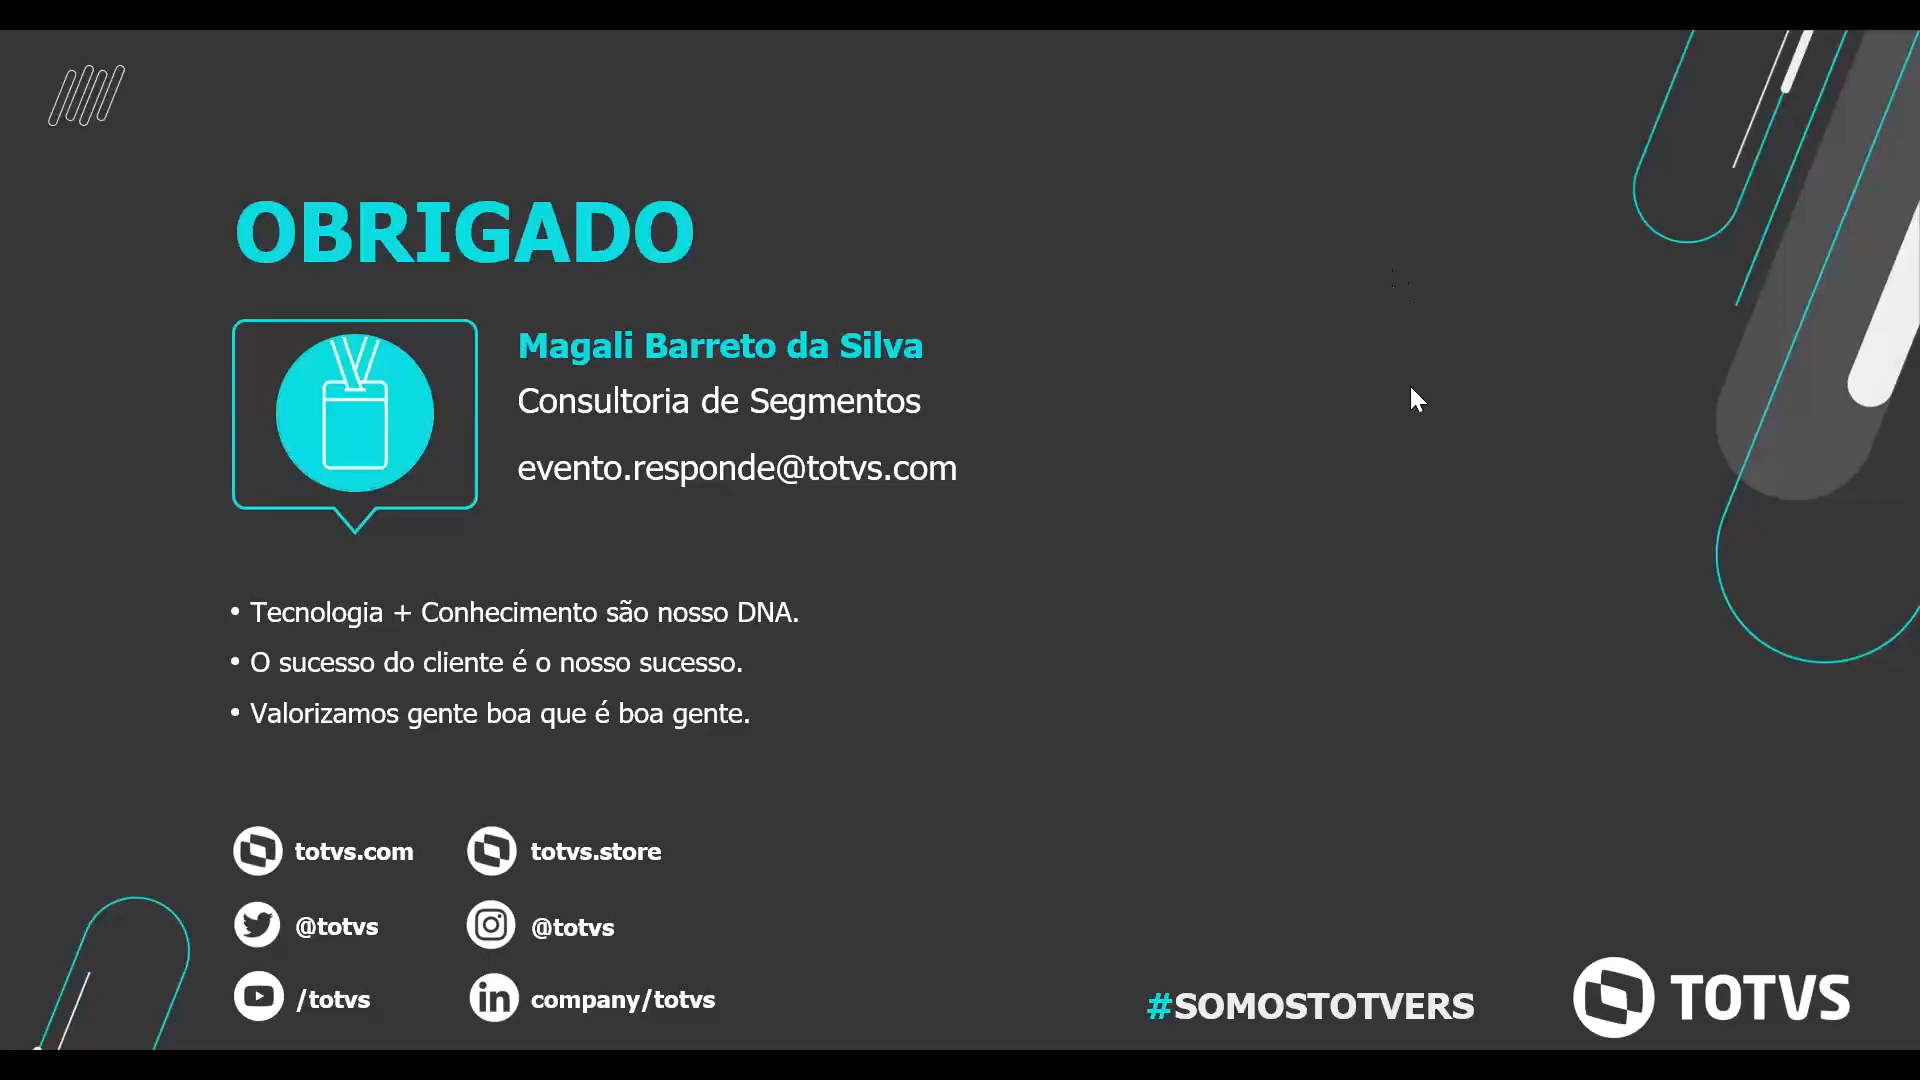 OBRIGADO
Magali Barreto da Silva
Consultoria de Segmentos
evento.responde@totvs.com
• Tecnologia + Conhecimento são nosso DNA.
• O sucesso do cliente é o nosso sucesso.
• Valorizamos gente boa que é boa gente.
totvs.com
totvs.store
@totvs
@totvs
/totvs
company/totvs
#SOMOSTOTVERS
TOTVS